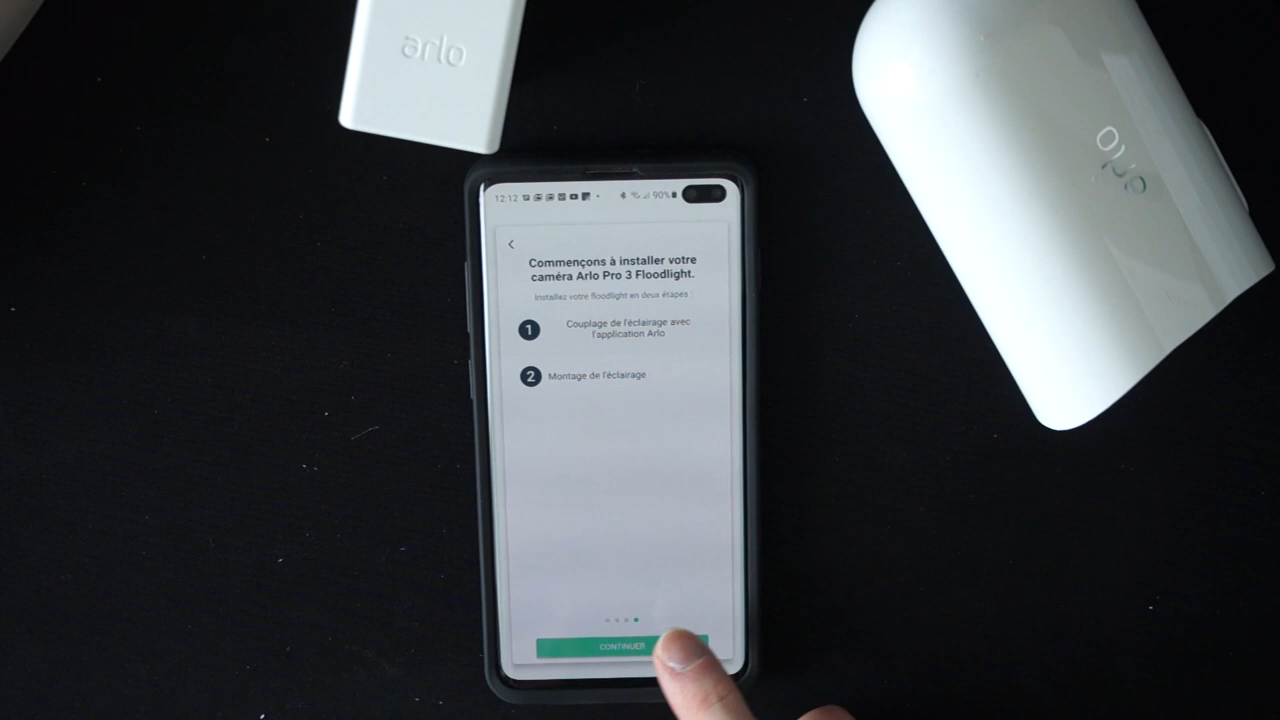 arlo
arlo
12:12
90%
Commençons à installer votre
caméra Arlo Pro 3 Floodlight.
Installez votre floodlight en deux étapes :
1
Couplage de l'éclairage avec
l'application Arlo
2
Montage de l'éclairage
CONTINUER